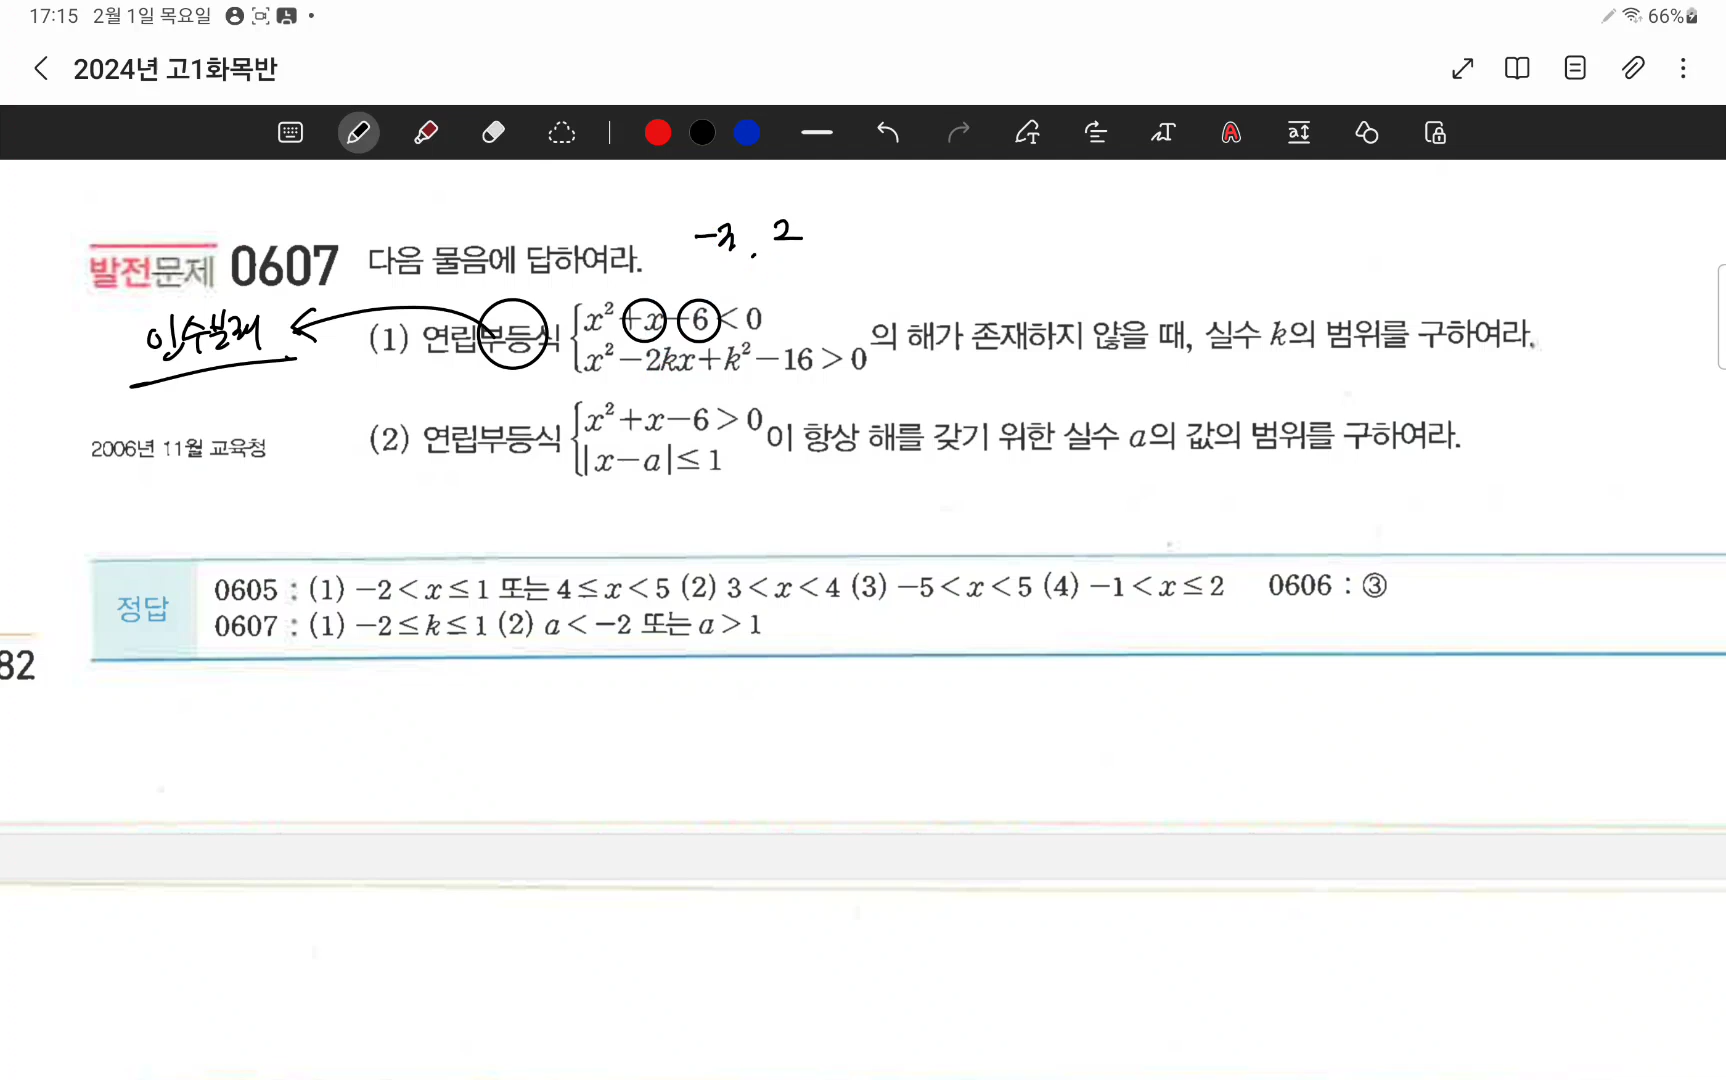 17:15 2월 1일 목요일 66%
2024년 고1화목반
-3, 2
발전문제 0607 다음 물음에 답하여라.
인수분해
(1) 연립부등식 { x² + x - 6 < 0
x² - 2kx + k² - 16 > 0 의 해가 존재하지 않을 때, 실수 k의 범위를 구하여라.
2006년 11월 교육청
(2) 연립부등식 { x² + x - 6 > 0
|x - a| ≤ 1 이 항상 해를 갖기 위한 실수 a의 값의 범위를 구하여라.
정답
0605 : (1) -2 < x ≤ 1 또는 4 ≤ x < 5 (2) 3 < x < 4 (3) -5 < x < 5 (4) -1 < x ≤ 2 0606 : ③
0607 : (1) -2 ≤ k ≤ 1 (2) a < -2 또는 a > 1
82